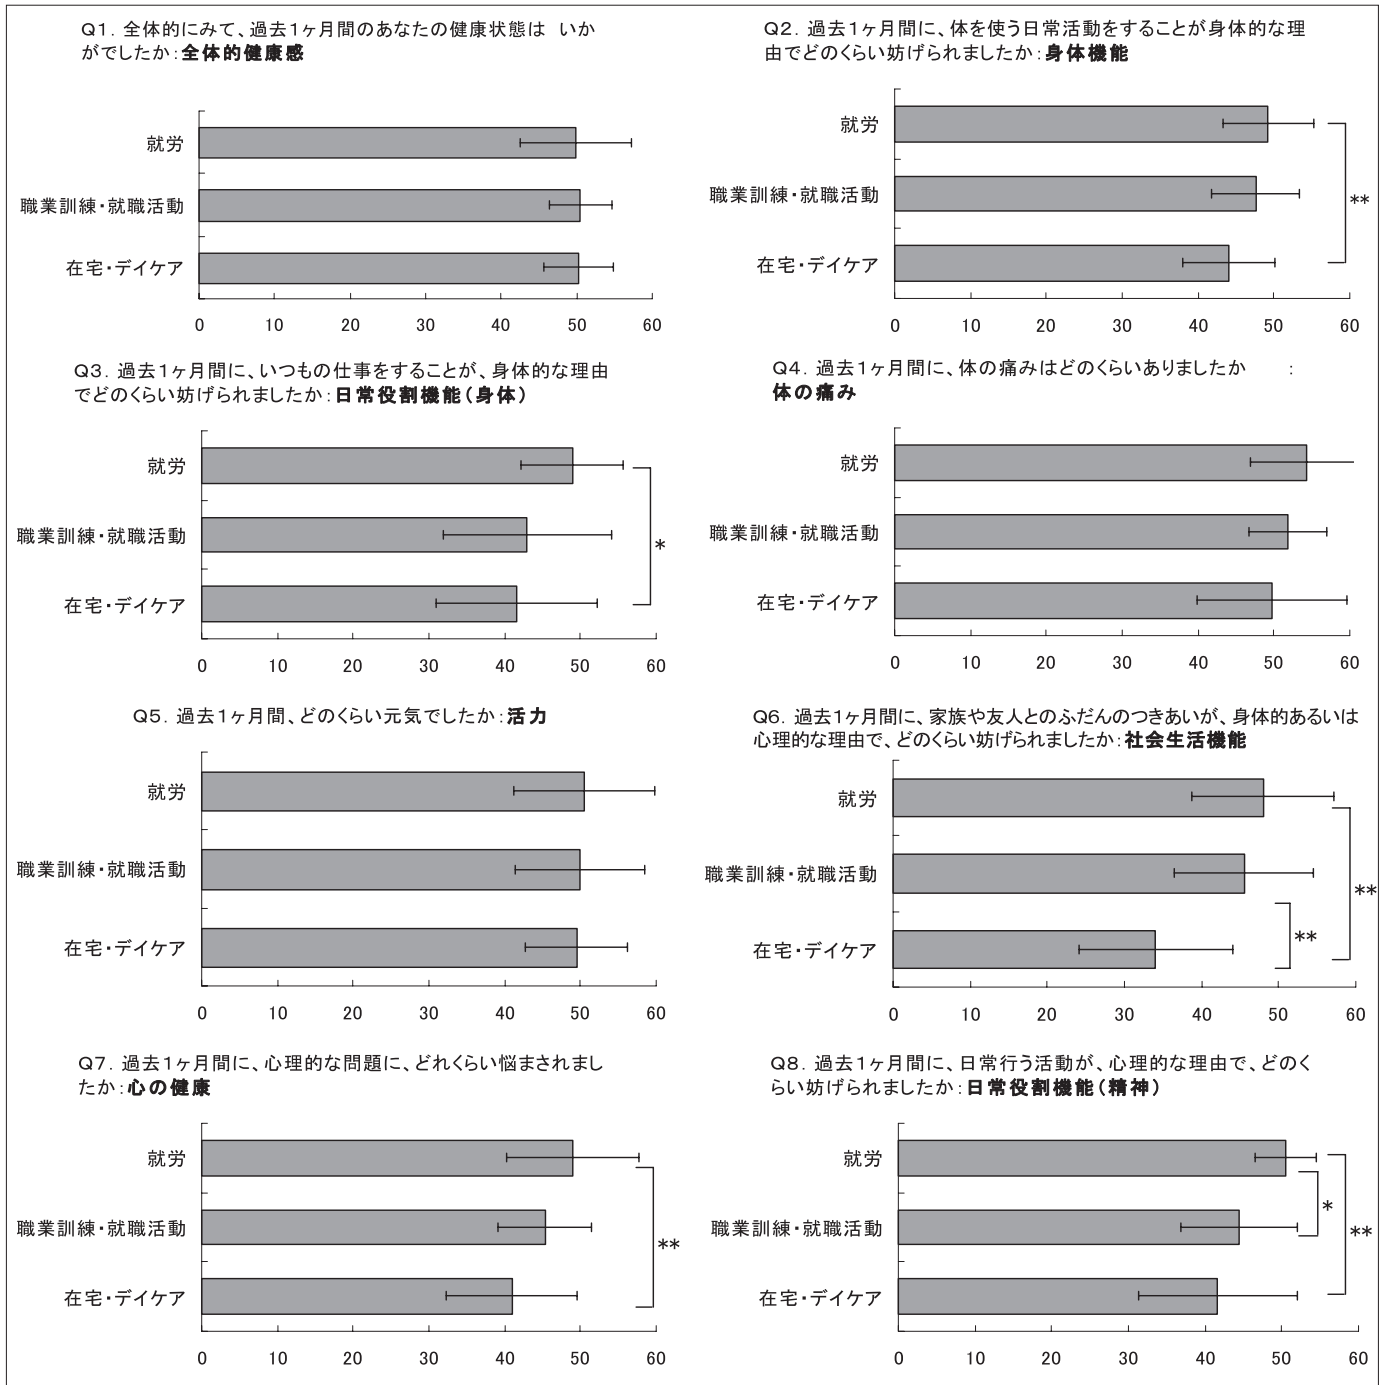 Q1．全体的にみて、過去1ヶ月間のあなたの健康状態は いか
がでしたか：全体的健康感
就労
職業訓練・就職活動
在宅・デイケア
0 10 20 30 40 50 60
Q2．過去1ヶ月間に、体を使う日常活動をすることが身体的な理
由でどのくらい妨げられましたか：身体機能
就労
職業訓練・就職活動
**
在宅・デイケア
0 10 20 30 40 50 60
Q3．過去1ヶ月間に、いつもの仕事をすることが、身体的な理由
でどのくらい妨げられましたか：日常役割機能（身体）
就労
職業訓練・就職活動
*
在宅・デイケア
0 10 20 30 40 50 60
Q4．過去1ヶ月間に、体の痛みはどのくらいありましたか ：
体の痛み
就労
職業訓練・就職活動
在宅・デイケア
0 10 20 30 40 50 60
Q5．過去1ヶ月間、どのくらい元気でしたか：活力
就労
職業訓練・就職活動
在宅・デイケア
0 10 20 30 40 50 60
Q6．過去1ヶ月間に、家族や友人とのふだんのつきあいが、身体的あるいは
心理的な理由で、どのくらい妨げられましたか：社会生活機能
就労
職業訓練・就職活動
**
**
在宅・デイケア
0 10 20 30 40 50 60
Q7．過去1ヶ月間に、心理的な問題に、どれくらい悩まされまし
たか：心の健康
就労
職業訓練・就職活動
**
在宅・デイケア
0 10 20 30 40 50 60
Q8．過去1ヶ月間に、日常行う活動が、心理的な理由で、どのく
らい妨げられましたか：日常役割機能（精神）
就労
*
職業訓練・就職活動
**
在宅・デイケア
0 10 20 30 40 50 60